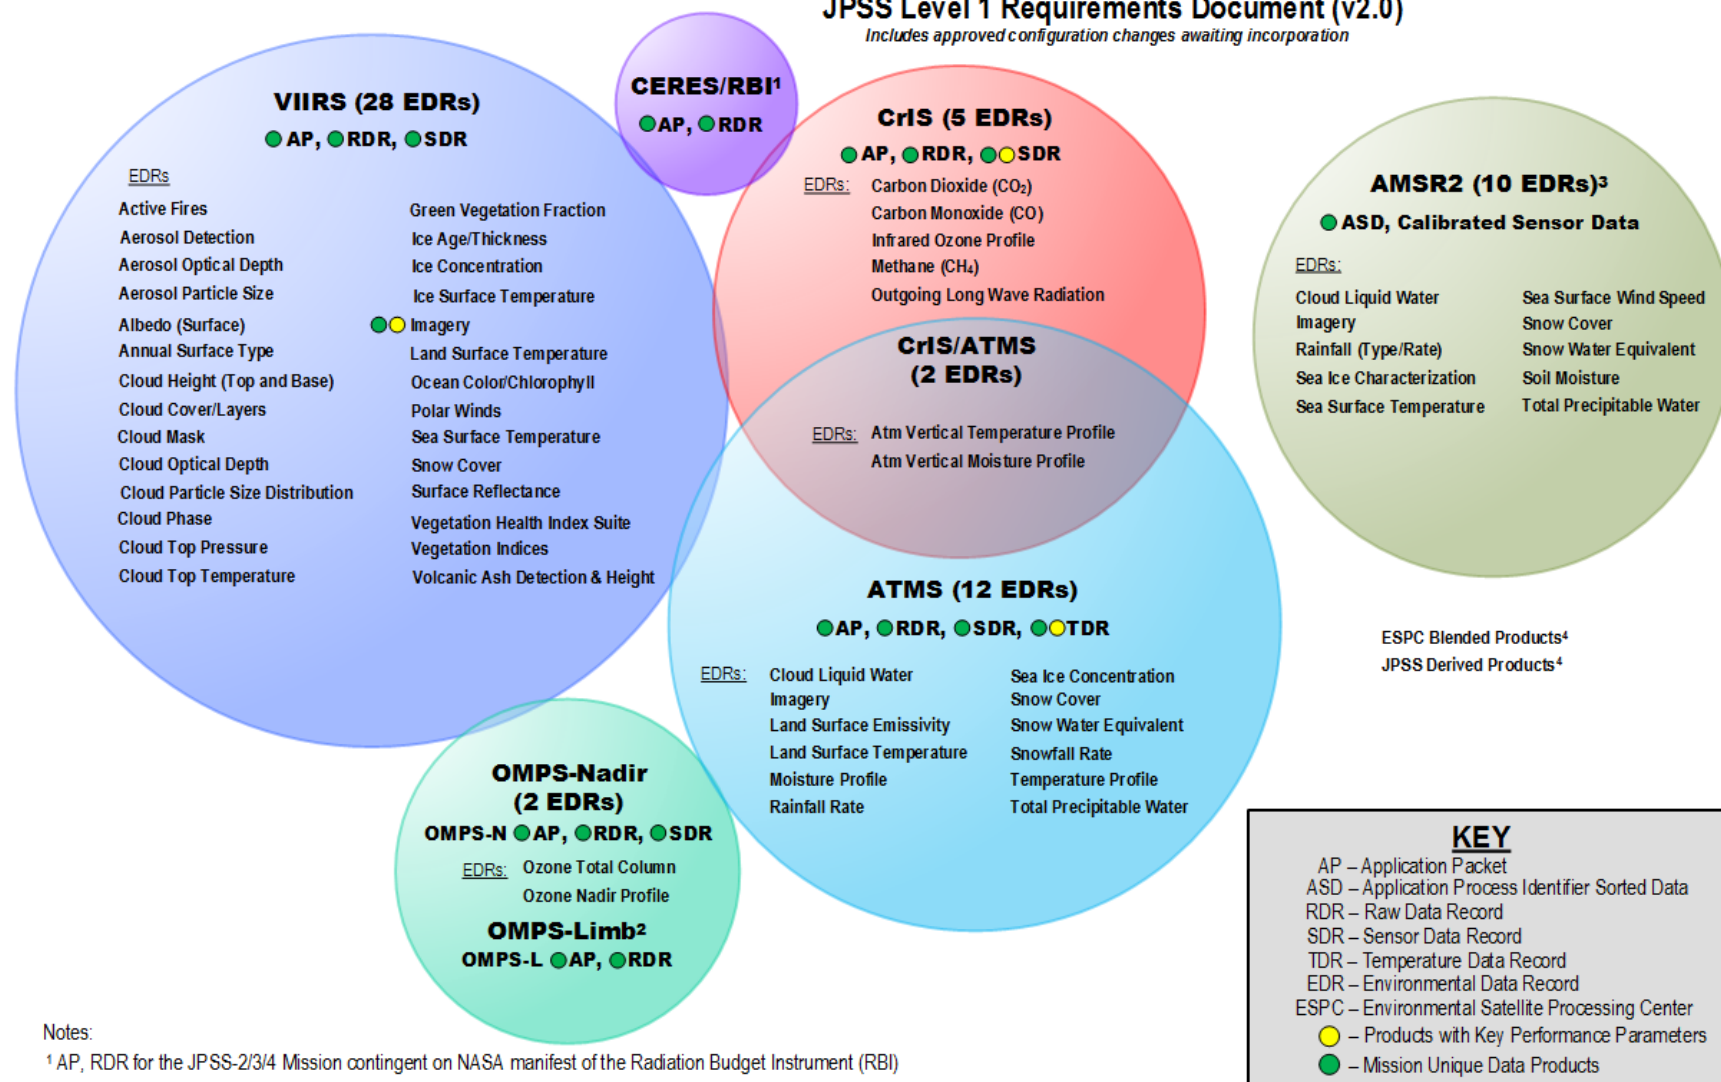 JPSS Level 1 Requirements Document (v2.0)
Includes approved configuration changes awaiting incorporation
VIIRS (28 EDRs)
AP, RDR, SDR
EDRs
Active Fires
Aerosol Detection
Aerosol Optical Depth
Aerosol Particle Size
Albedo (Surface)
Annual Surface Type
Cloud Height (Top and Base)
Cloud Cover/Layers
Cloud Mask
Cloud Optical Depth
Cloud Particle Size Distribution
Cloud Phase
Cloud Top Pressure
Cloud Top Temperature
Green Vegetation Fraction
Ice Age/Thickness
Ice Concentration
Ice Surface Temperature
Imagery
Land Surface Temperature
Ocean Color/Chlorophyll
Polar Winds
Sea Surface Temperature
Snow Cover
Surface Reflectance
Vegetation Health Index Suite
Vegetation Indices
Volcanic Ash Detection & Height
CERES/RBI¹
AP, RDR
CrIS (5 EDRs)
AP, RDR, SDR
EDRs:
Carbon Dioxide (CO₂)
Carbon Monoxide (CO)
Infrared Ozone Profile
Methane (CH₄)
Outgoing Long Wave Radiation
CrIS/ATMS
(2 EDRs)
EDRs:
Atm Vertical Temperature Profile
Atm Vertical Moisture Profile
ATMS (12 EDRs)
AP, RDR, SDR, TDR
EDRs:
Cloud Liquid Water
Imagery
Land Surface Emissivity
Land Surface Temperature
Moisture Profile
Rainfall Rate
Sea Ice Concentration
Snow Cover
Snow Water Equivalent
Snowfall Rate
Temperature Profile
Total Precipitable Water
AMSR2 (10 EDRs)³
ASD, Calibrated Sensor Data
EDRs:
Cloud Liquid Water
Imagery
Rainfall (Type/Rate)
Sea Ice Characterization
Sea Surface Temperature
Sea Surface Wind Speed
Snow Cover
Snow Water Equivalent
Soil Moisture
Total Precipitable Water
ESPC Blended Products⁴
JPSS Derived Products⁴
OMPS-Nadir
(2 EDRs)
OMPS-N AP, RDR, SDR
EDRs:
Ozone Total Column
Ozone Nadir Profile
OMPS-Limb²
OMPS-L AP, RDR
KEY
AP – Application Packet
ASD – Application Process Identifier Sorted Data
RDR – Raw Data Record
SDR – Sensor Data Record
TDR – Temperature Data Record
EDR – Environmental Data Record
ESPC – Environmental Satellite Processing Center
– Products with Key Performance Parameters
– Mission Unique Data Products
Notes:
¹ AP, RDR for the JPSS-2/3/4 Mission contingent on NASA manifest of the Radiation Budget Instrument (RBI)